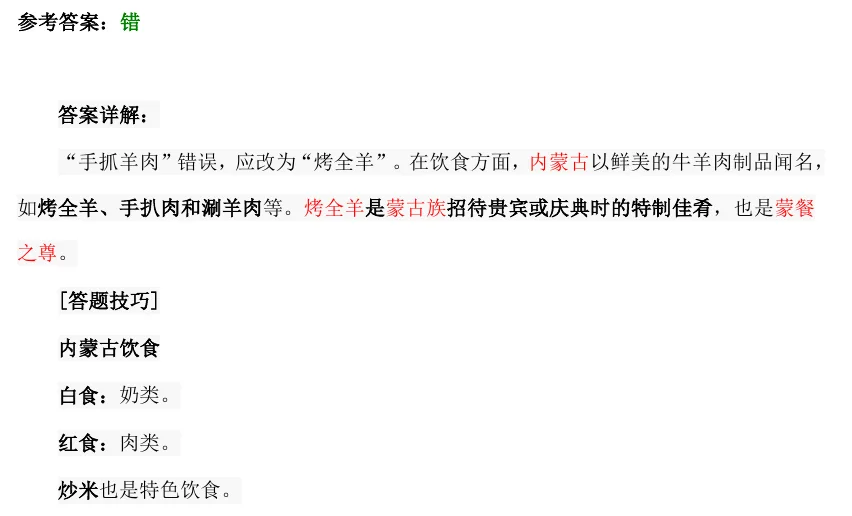 参考答案：错
答案详解：
“手抓羊肉”错误，应改为“烤全羊”。在饮食方面，内蒙古以鲜美的牛羊肉制品闻名，
如烤全羊、手扒肉和涮羊肉等。烤全羊是蒙古族招待贵宾或庆典时的特制佳肴，也是蒙餐
之尊。
[答题技巧]
内蒙古饮食
白食：奶类。
红食：肉类。
炒米也是特色饮食。